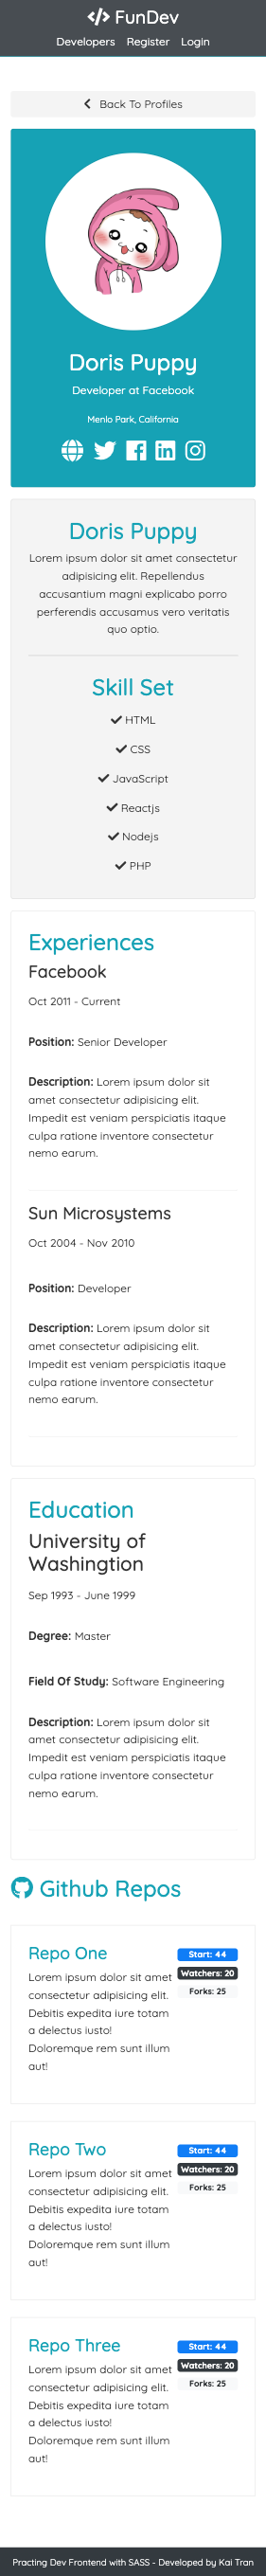 FunDev
Developers Register Login
Back To Profiles
Doris Puppy
Developer at Facebook
Menlo Park, California
Doris Puppy
Lorem ipsum dolor sit amet consectetur
adipisicing elit. Repellendus
accusantium magni explicabo porro
perferendis accusamus vero veritatis
quo optio.
Skill Set
HTML
CSS
JavaScript
Reactjs
Nodejs
PHP
Experiences
Facebook
Oct 2011 - Current
Position: Senior Developer
Description: Lorem ipsum dolor sit
amet consectetur adipisicing elit.
Impedit est veniam perspiciatis itaque
culpa ratione inventore consectetur
nemo earum.
Sun Microsystems
Oct 2004 - Nov 2010
Position: Developer
Description: Lorem ipsum dolor sit
amet consectetur adipisicing elit.
Impedit est veniam perspiciatis itaque
culpa ratione inventore consectetur
nemo earum.
Education
University of
Washingtion
Sep 1993 - June 1999
Degree: Master
Field Of Study: Software Engineering
Description: Lorem ipsum dolor sit
amet consectetur adipisicing elit.
Impedit est veniam perspiciatis itaque
culpa ratione inventore consectetur
nemo earum.
Github Repos
Repo One
Lorem ipsum dolor sit amet
consectetur adipisicing elit.
Debitis expedita iure totam
a delectus iusto!
Doloremque rem sunt illum
aut!
Start: 44
Watchers: 20
Forks: 25
Repo Two
Lorem ipsum dolor sit amet
consectetur adipisicing elit.
Debitis expedita iure totam
a delectus iusto!
Doloremque rem sunt illum
aut!
Start: 44
Watchers: 20
Forks: 25
Repo Three
Lorem ipsum dolor sit amet
consectetur adipisicing elit.
Debitis expedita iure totam
a delectus iusto!
Doloremque rem sunt illum
aut!
Start: 44
Watchers: 20
Forks: 25
Practing Dev Frontend with SASS - Developed by Kai Tran